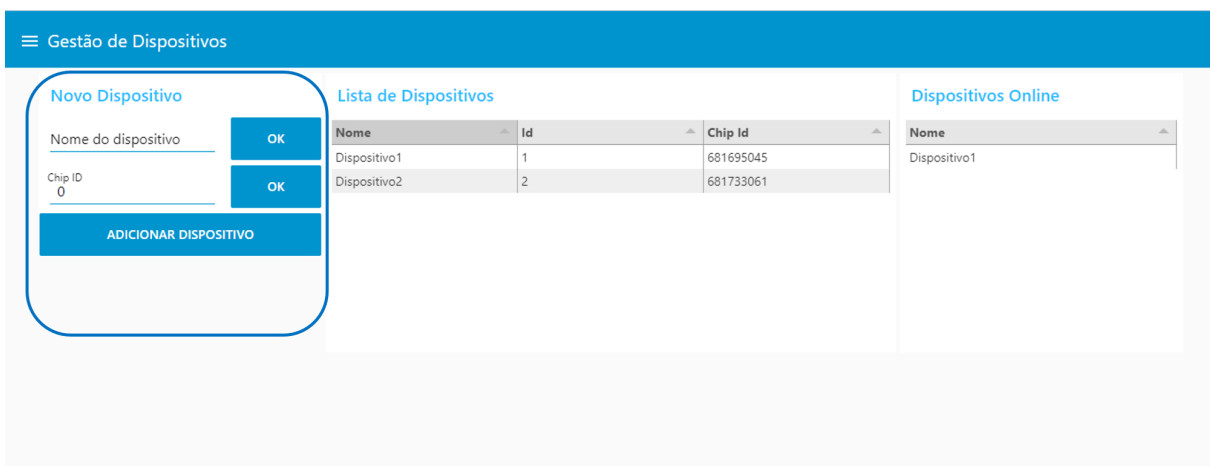 Gestão de Dispositivos
Novo Dispositivo
Nome do dispositivo
OK
Chip ID
0
OK
ADICIONAR DISPOSITIVO
Lista de Dispositivos
Nome Id Chip Id
Dispositivo1 1 681695045
Dispositivo2 2 681733061
Dispositivos Online
Nome
Dispositivo1